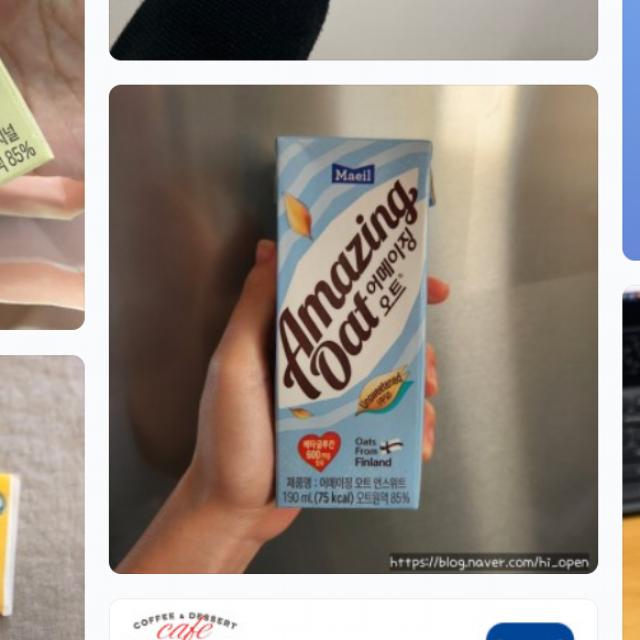 널
85%
Maeil
Amazing
Oat
어메이징
오트
Unsweetened
베타글루칸
600mg
Oats
From
Finland
제품명 : 어메이징 오트 언스위트
190 mL(75 kcal) 오트원액 85%
https://blog.naver.com/hi_open
COFFEE & DESSERT
cafe